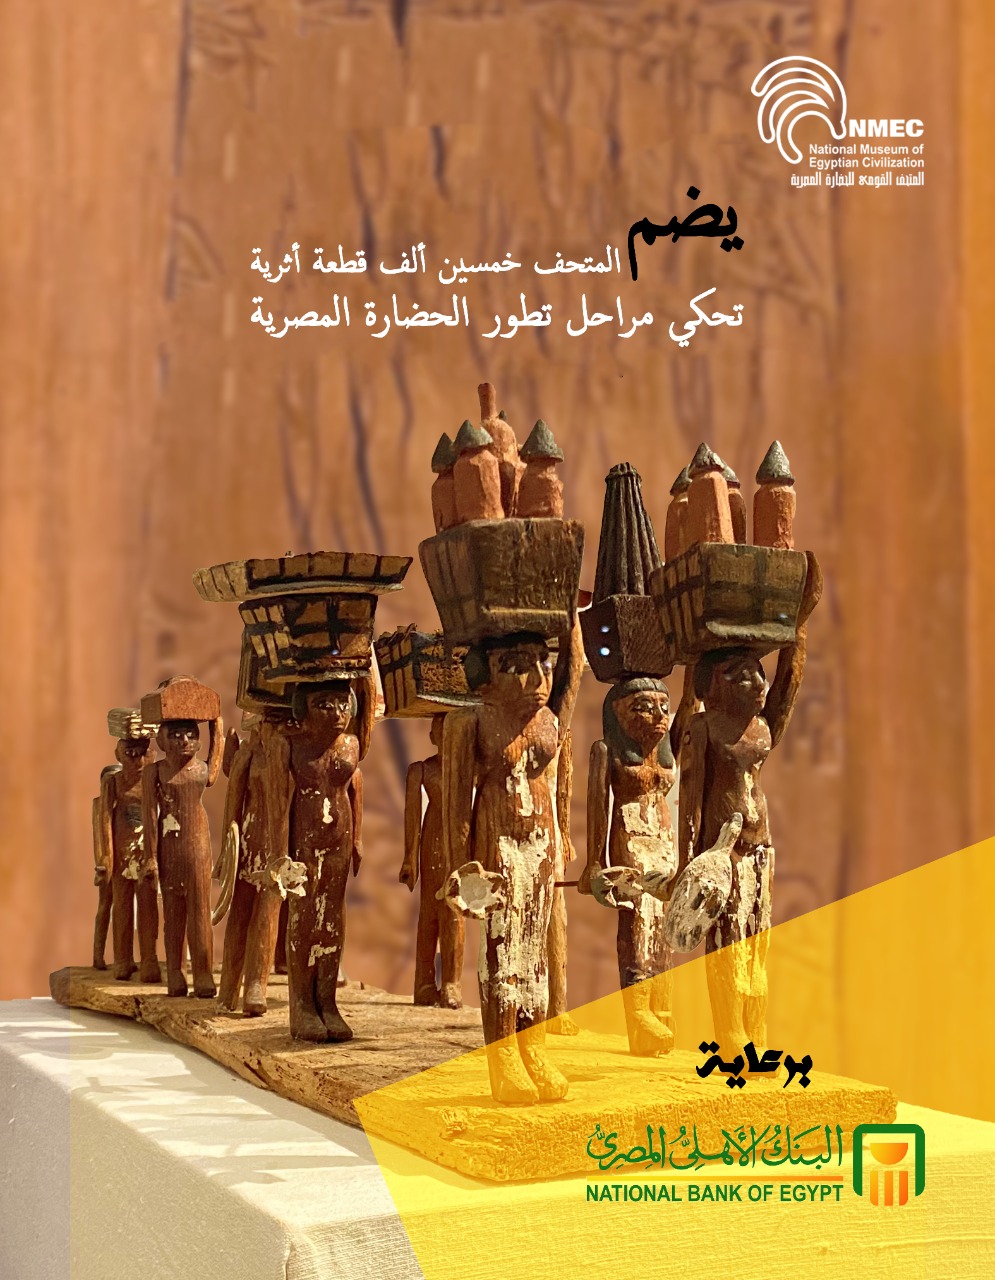 NMEC
National Museum of
Egyptian Civilization
المتحف القومى للحضارة المصرية
يضم
المتحف خمسين ألف قطعة أثرية
تحكي مراحل تطور الحضارة المصرية
برعاية
البنك الأهلي المصري
NATIONAL BANK OF EGYPT